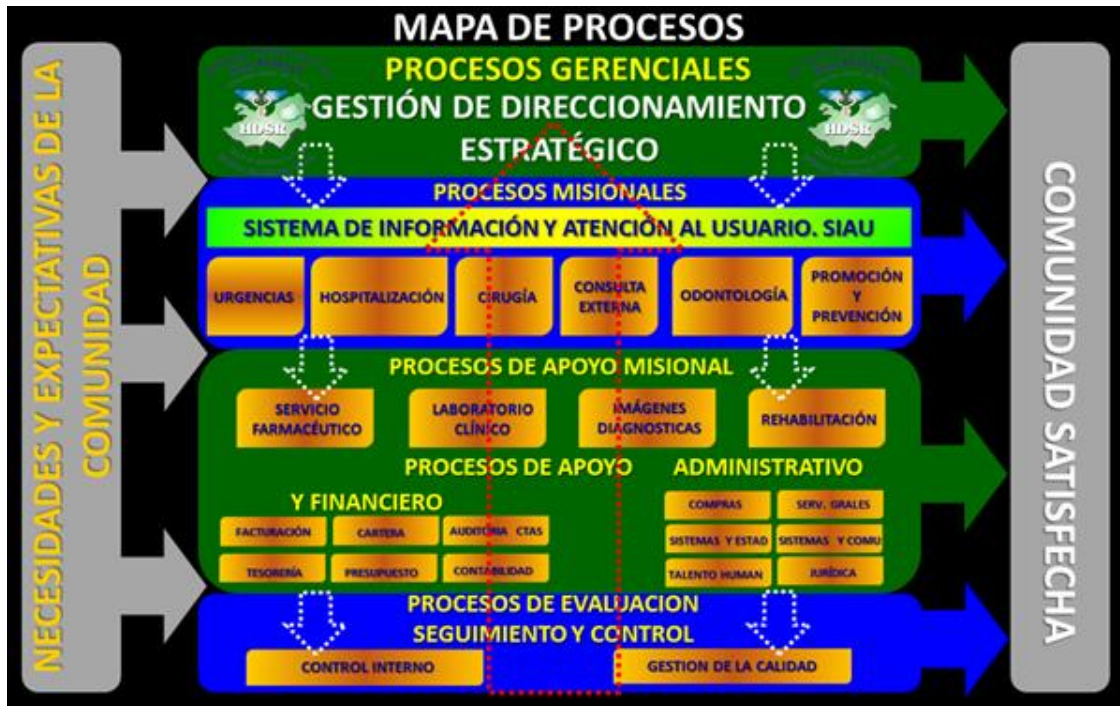 MAPA DE PROCESOS
NECESIDADES Y EXPECTATIVAS DE LA
COMUNIDAD
PROCESOS GERENCIALES
GESTIÓN DE DIRECCIONAMIENTO
ESTRATÉGICO
HDSR
HDSR
PROCESOS MISIONALES
SISTEMA DE INFORMACIÓN Y ATENCIÓN AL USUARIO. SIAU
URGENCIAS
HOSPITALIZACIÓN
CIRUGÍA
CONSULTA
EXTERNA
ODONTOLOGÍA
PROMOCIÓN
Y
PREVENCIÓN
PROCESOS DE APOYO MISIONAL
SERVICIO
FARMACÉUTICO
LABORATORIO
CLÍNICO
IMÁGENES
DIAGNOSTICAS
REHABILITACIÓN
PROCESOS DE APOYO ADMINISTRATIVO
Y FINANCIERO
FACTURACIÓN
CARTERA
AUDITORIA CTAS
TESORERÍA
PRESUPUESTO
CONTABILIDAD
COMPRAS
SERV. GRALES
SISTEMAS Y ESTAD
SISTEMAS Y COMU
TALENTO HUMAN
JURÍDICA
PROCESOS DE EVALUACION
SEGUIMIENTO Y CONTROL
CONTROL INTERNO
GESTION DE LA CALIDAD
COMUNIDAD SATISFECHA